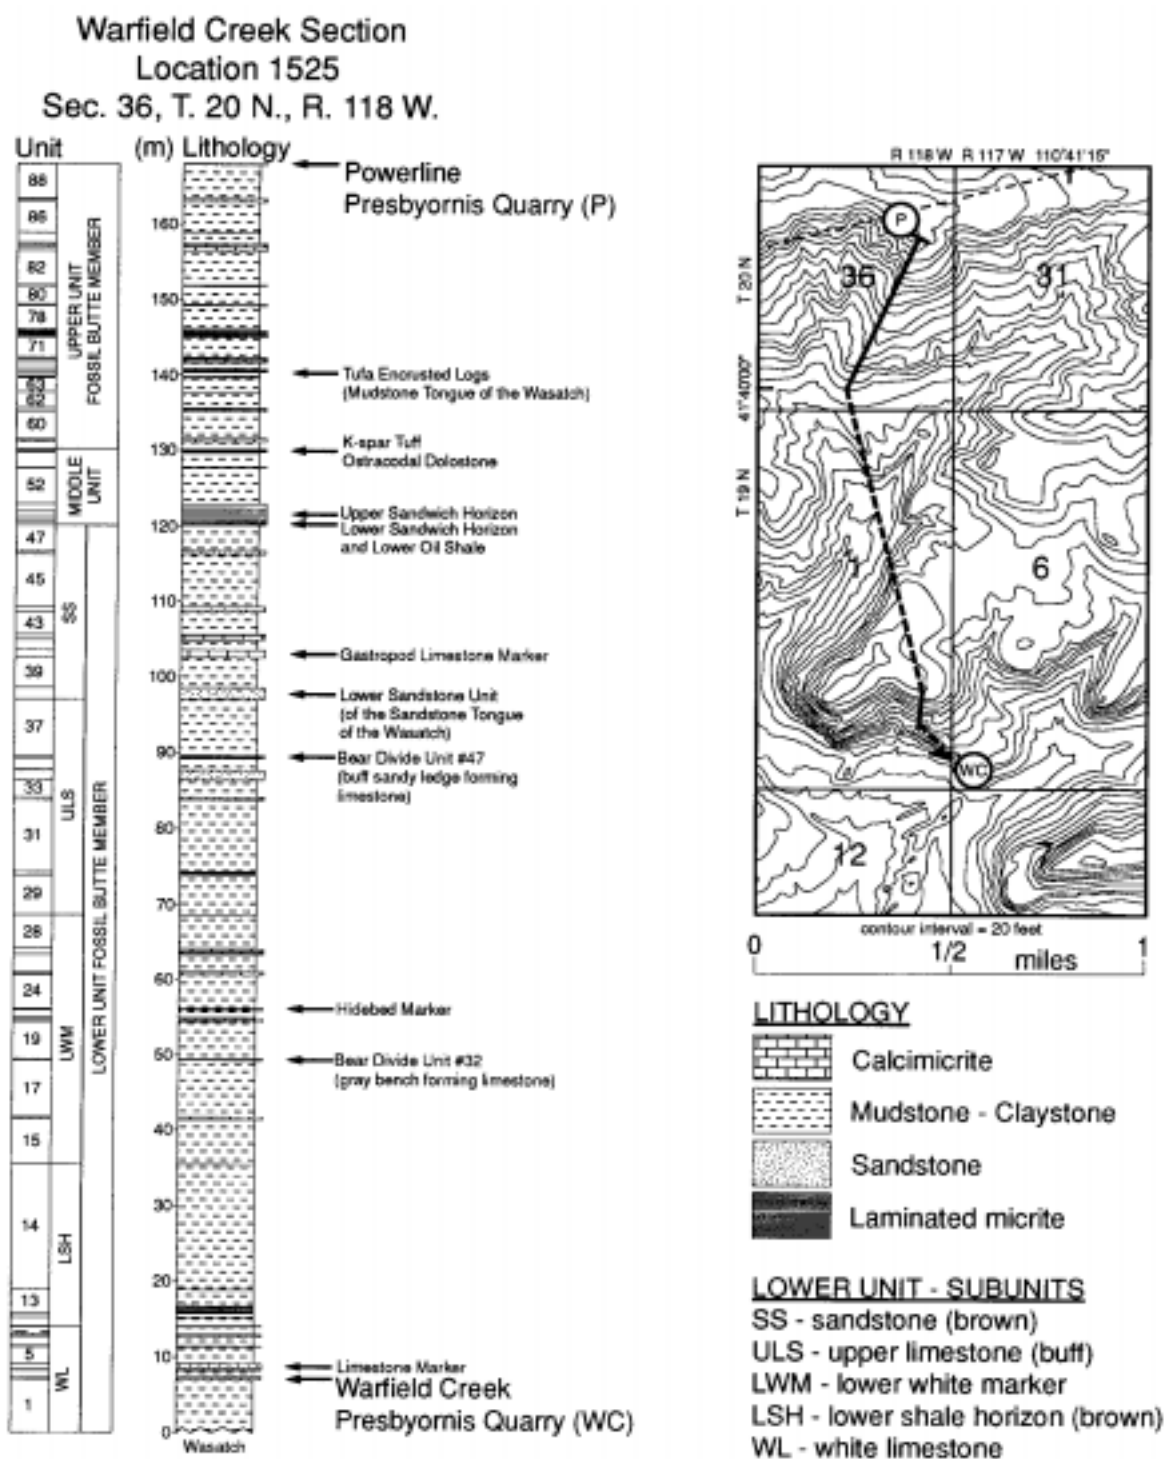 Warfield Creek Section
Location 1525
Sec. 36, T. 20 N., R. 118 W.
Unit
(m) Lithology
88
86
82
80
78
71
63
62
60
52
47
45
43
39
37
33
31
29
28
24
19
17
15
14
13
5
1
UPPER UNIT
FOSSIL BUTTE MEMBER
MIDDLE
UNIT
LOWER UNIT FOSSIL BUTTE MEMBER
SS
ULS
LWM
LSH
WL
160
150
140
130
120
110
100
90
80
70
60
50
40
30
20
10
0
Wasatch
Powerline
Presbyornis Quarry (P)
Tufa Encrusted Logs
(Mudstone Tongue of the Wasatch)
K-spar Tuff
Ostracodal Dolostone
Upper Sandwich Horizon
Lower Sandwich Horizon
and Lower Oil Shale
Gastropod Limestone Marker
Lower Sandstone Unit
(of the Sandstone Tongue
of the Wasatch)
Bear Divide Unit #47
(buff sandy ledge forming
limestone)
Hidebed Marker
Bear Divide Unit #32
(gray bench forming limestone)
Limestone Marker
Warfield Creek
Presbyornis Quarry (WC)
R 118 W R 117 W 110°41'15"
P
36
31
T 20 N
41°40'00"
T 19 N
1
6
WC
12
contour interval = 20 feet
0
1/2
1
miles
LITHOLOGY
Calcimicrite
Mudstone - Claystone
Sandstone
Laminated micrite
LOWER UNIT - SUBUNITS
SS - sandstone (brown)
ULS - upper limestone (buff)
LWM - lower white marker
LSH - lower shale horizon (brown)
WL - white limestone